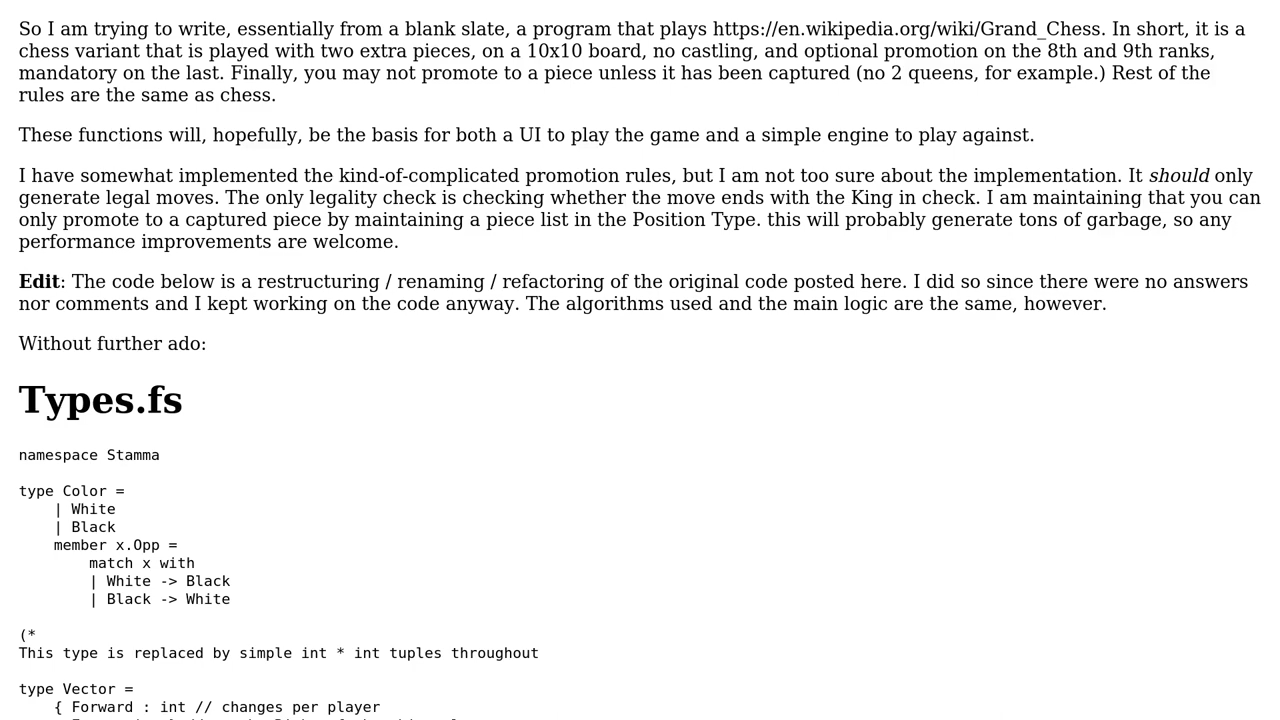 So I am trying to write, essentially from a blank slate, a program that plays https://en.wikipedia.org/wiki/Grand_Chess. In short, it is a
chess variant that is played with two extra pieces, on a 10x10 board, no castling, and optional promotion on the 8th and 9th ranks,
mandatory on the last. Finally, you may not promote to a piece unless it has been captured (no 2 queens, for example.) Rest of the
rules are the same as chess.
These functions will, hopefully, be the basis for both a UI to play the game and a simple engine to play against.
I have somewhat implemented the kind-of-complicated promotion rules, but I am not too sure about the implementation. It should only
generate legal moves. The only legality check is checking whether the move ends with the King in check. I am maintaining that you can
only promote to a captured piece by maintaining a piece list in the Position Type. this will probably generate tons of garbage, so any
performance improvements are welcome.
Edit: The code below is a restructuring / renaming / refactoring of the original code posted here. I did so since there were no answers
nor comments and I kept working on the code anyway. The algorithms used and the main logic are the same, however.
Without further ado:
Types.fs
namespace Stamma
type Color =
    | White
    | Black
    member x.Opp =
        match x with
        | White -> Black
        | Black -> White
(*
This type is replaced by simple int * int tuples throughout
type Vector =
    { Forward : int // changes per player